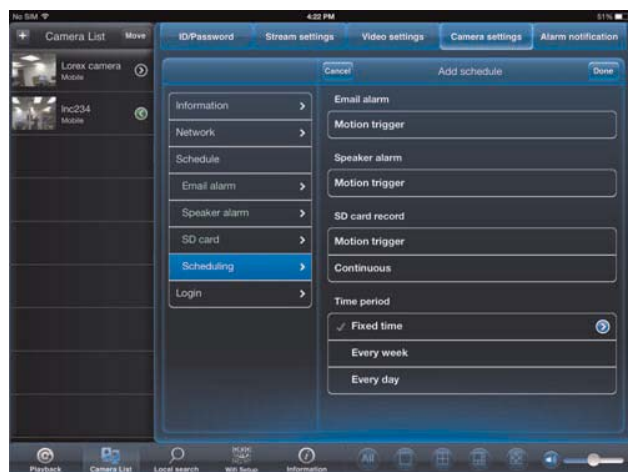 No SIM 4:22 PM 51%
+ Camera List Move
ID/Password Stream settings Video settings Camera settings Alarm notification
Lorex camera
Mobile
lnc234
Mobile
Cancel Add schedule Done
Information
Network
Schedule
Email alarm
Speaker alarm
SD card
Scheduling
Login
Email alarm
Motion trigger
Speaker alarm
Motion trigger
SD card record
Motion trigger
Continuous
Time period
Fixed time
Every week
Every day
Playback Camera List Local search Wifi Setup Information All